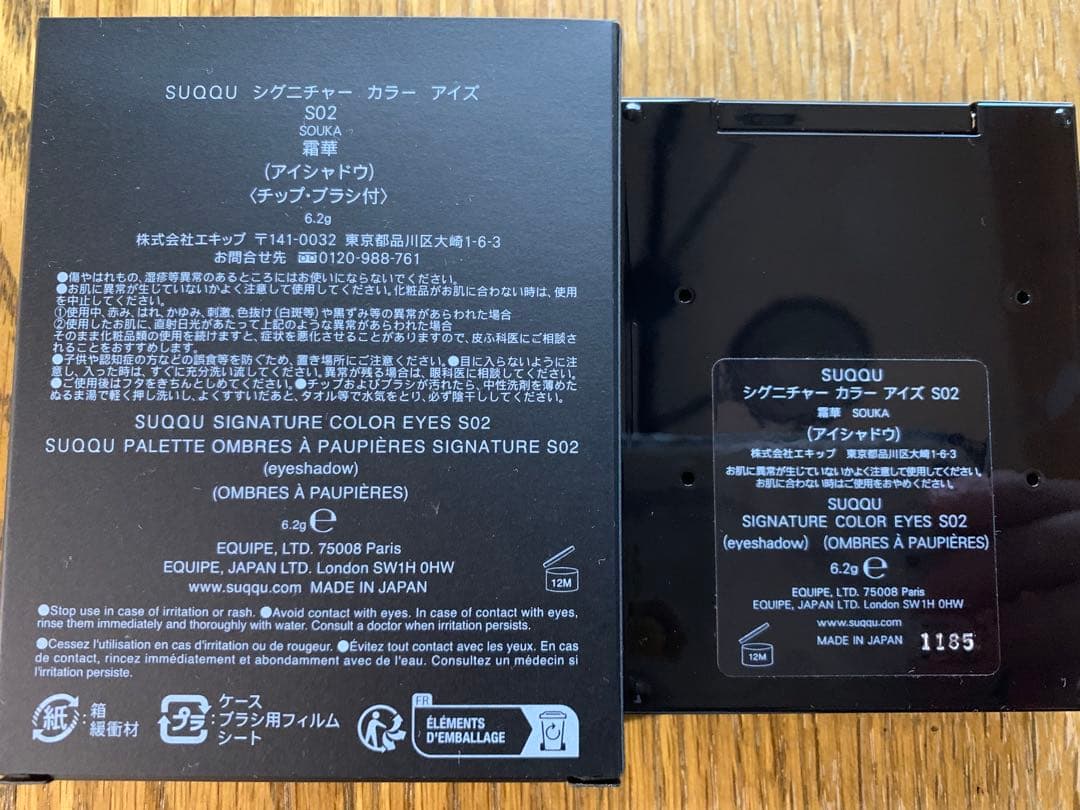 SUQQU シグニチャー カラー アイズ
S02
SOUKA
霜華
(アイシャドウ)
〈チップ・ブラシ付〉
6.2g
株式会社エキップ 〒141-0032 東京都品川区大崎1-6-3
お問合せ先 0120-988-761
●傷やはれもの、湿疹等異常のあるところにはお使いにならないでください。
●お肌に異常が生じていないかよく注意して使用してください。化粧品がお肌に合わない時は、使用
を中止してください。
①使用中、赤み、はれ、かゆみ、刺激、色抜け(白斑等)や黒ずみ等の異常があらわれた場合
②使用したお肌に、直射日光があたって上記のような異常があらわれた場合
そのまま化粧品類の使用を続けますと、症状を悪化させることがありますので、皮ふ科医にご相談さ
れることをおすすめします。
●子供や認知症の方などの誤食等を防ぐため、置き場所にご注意ください。●目に入らないように注
意し、入った時は、すぐに充分洗い流してください。異常が残る場合は、眼科医に相談してください。
●ご使用後はフタをきちんとしめてください。●チップおよびブラシが汚れたら、中性洗剤を薄めた
ぬるま湯で軽く押し洗いし、よくすすいだあと、タオル等で水気をとり、必ず陰干ししてください。
SUQQU SIGNATURE COLOR EYES S02
SUQQU PALETTE OMBRES À PAUPIÈRES SIGNATURE S02
(eyeshadow)
(OMBRES À PAUPIÈRES)
6.2g ℮
EQUIPE, LTD. 75008 Paris
EQUIPE, JAPAN LTD. London SW1H 0HW
www.suqqu.com MADE IN JAPAN
12M
●Stop use in case of irritation or rash. ●Avoid contact with eyes. In case of contact with eyes,
rinse them immediately and thoroughly with water. Consult a doctor when irritation persists.
●Cessez l'utilisation en cas d'irritation ou de rougeur. ●Évitez tout contact avec les yeux. En cas
de contact, rincez immédiatement et abondamment avec de l'eau. Consultez un médecin si
l'irritation persiste.
紙:箱
緩衝材
プラ:ケース
ブラシ用フィルム
シート
FR
ÉLÉMENTS
D'EMBALLAGE
SUQQU
シグニチャー カラー アイズ S02
霜華 SOUKA
(アイシャドウ)
株式会社エキップ 東京都品川区大崎1-6-3
お肌に異常が生じていないかよく注意して使用してください。
お肌に合わない時はご使用をおやめください。
SUQQU
SIGNATURE COLOR EYES S02
(eyeshadow) (OMBRES À PAUPIÈRES)
6.2g ℮
EQUIPE, LTD. 75008 Paris
EQUIPE, JAPAN LTD. London SW1H 0HW
www.suqqu.com
MADE IN JAPAN 1185
12M